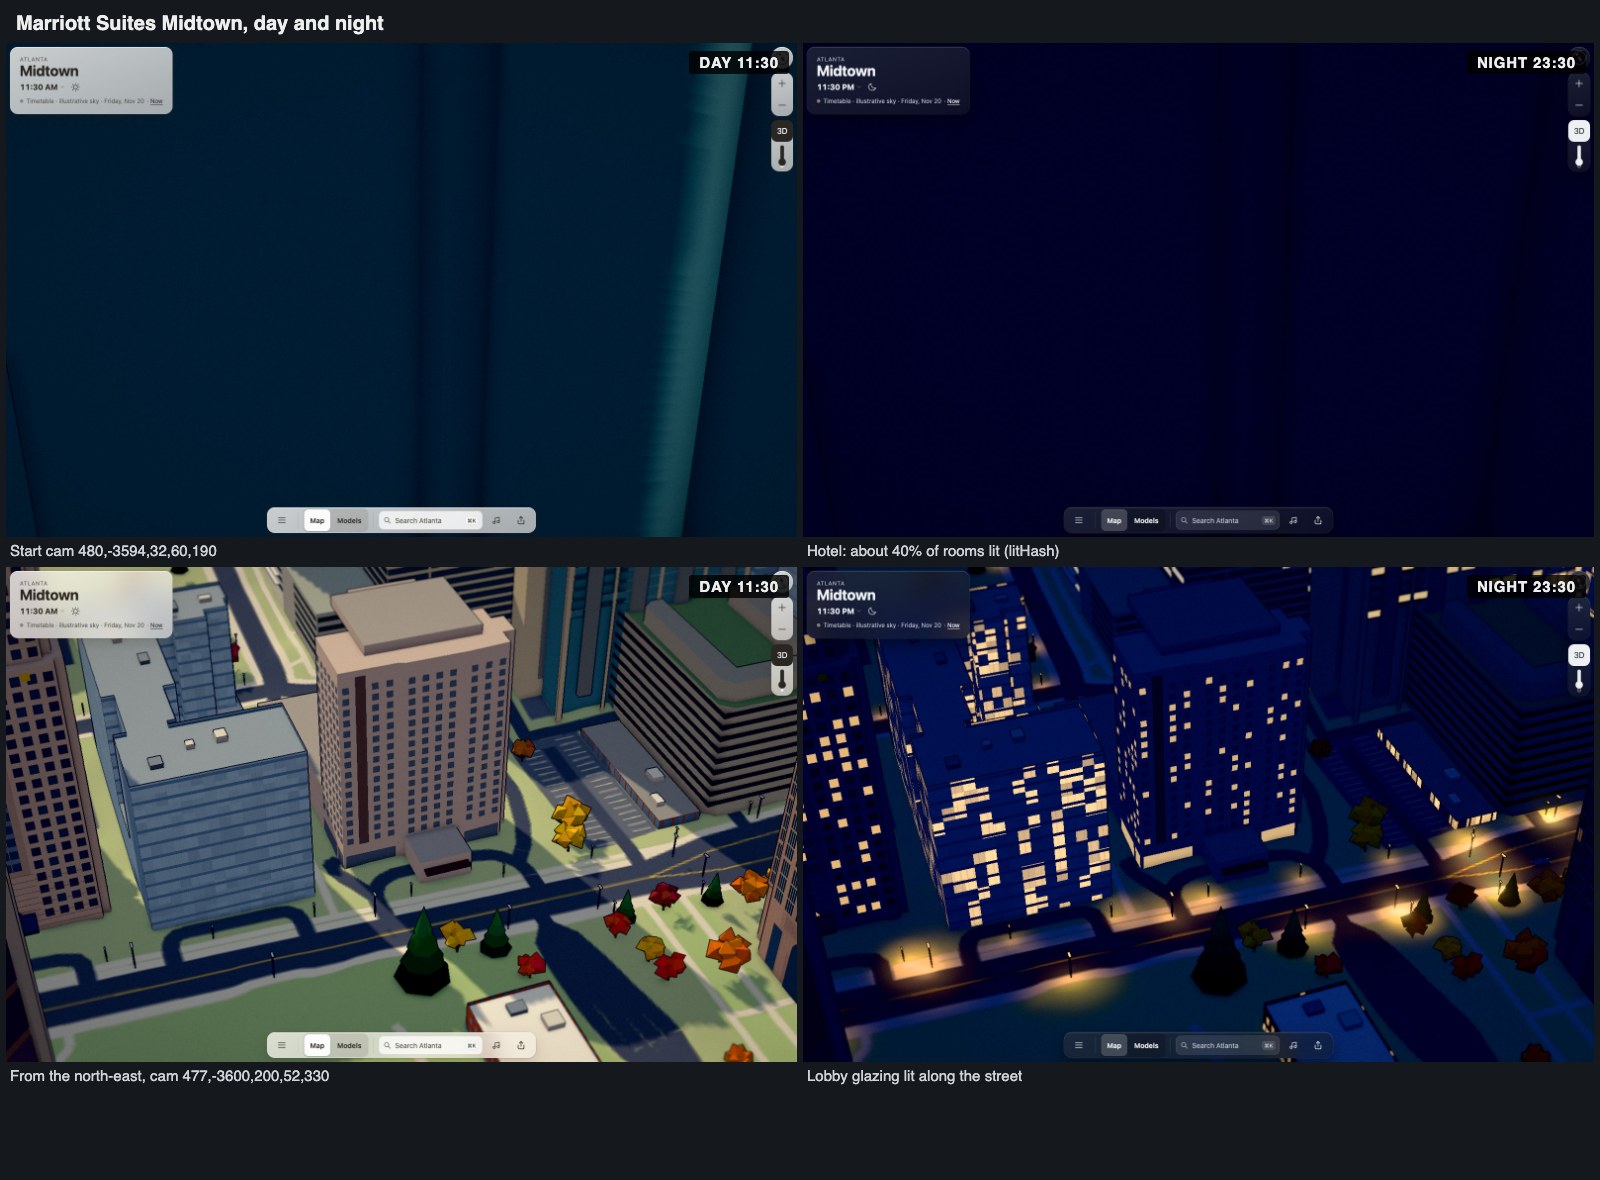 Marriott Suites Midtown, day and night
ATLANTA
Midtown
11:30 AM
Timetable · Illustrative sky · Friday, Nov 20 · Now
DAY 11:30
+
−
3D
Map Models Search Atlanta ⌘K
Start cam 480,-3594,32,60,190
ATLANTA
Midtown
11:30 PM
Timetable · Illustrative sky · Friday, Nov 20 · Now
NIGHT 23:30
+
−
3D
Map Models Search Atlanta ⌘K
Hotel: about 40% of rooms lit (litHash)
ATLANTA
Midtown
11:30 AM
Timetable · Illustrative sky · Friday, Nov 20 · Now
DAY 11:30
+
−
3D
Map Models Search Atlanta ⌘K
From the north-east, cam 477,-3600,200,52,330
ATLANTA
Midtown
11:30 PM
Timetable · Illustrative sky · Friday, Nov 20 · Now
NIGHT 23:30
+
−
3D
Map Models Search Atlanta ⌘K
Lobby glazing lit along the street